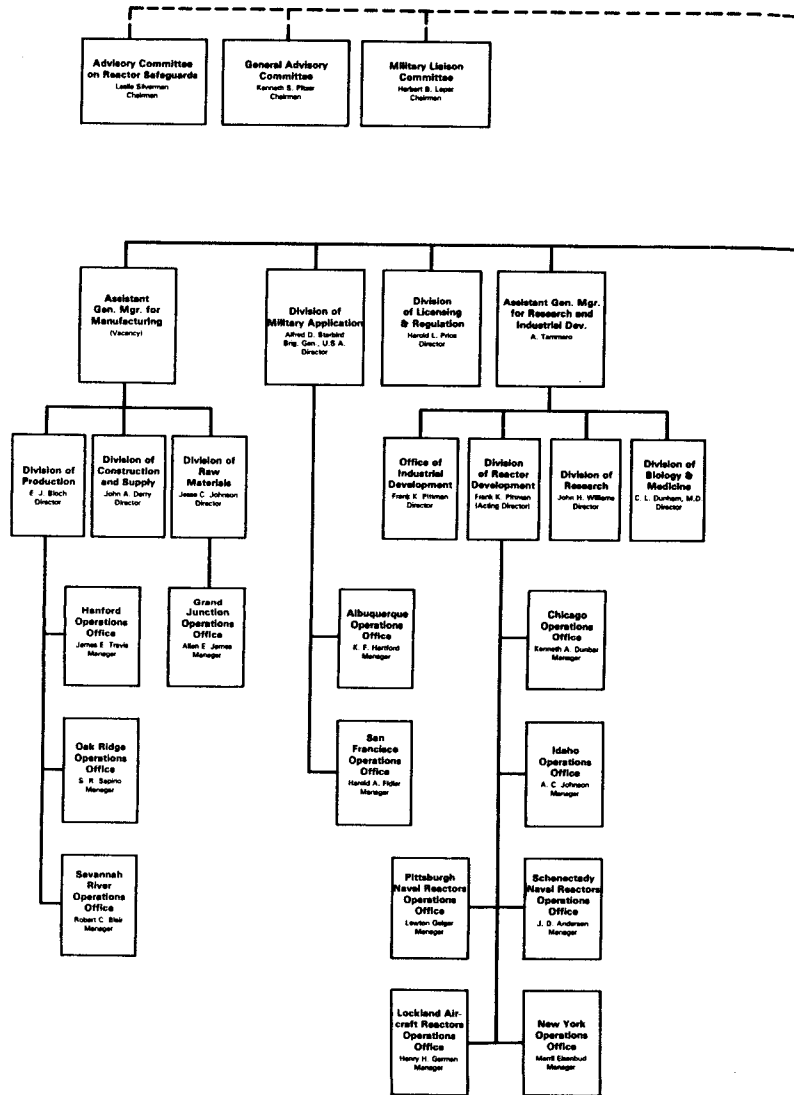 Advisory Committee
on Reactor Safeguards
Leslie Silverman
Chairman
General Advisory
Committee
Kenneth S. Pitzer
Chairman
Military Liaison
Committee
Herbert B. Loper
Chairman
Assistant
Gen. Mgr. for
Manufacturing
(Vacancy)
Division of
Military Application
Alfred D. Starbird
Brig. Gen., U.S.A.
Director
Division
of Licensing
& Regulation
Harold L. Price
Director
Assistant Gen. Mgr.
for Research and
Industrial Dev.
A. Tammaro
Division of
Production
E. J. Bloch
Director
Division of
Construction
and Supply
John A. Derry
Director
Division of
Raw
Materials
Jesse C. Johnson
Director
Office of
Industrial
Development
Frank K. Pittman
Director
Division
of Reactor
Development
Frank K. Pittman
(Acting Director)
Division of
Research
John H. Williams
Director
Division of
Biology &
Medicine
C. L. Dunham, M.D.
Director
Hanford
Operations
Office
James E. Travis
Manager
Grand
Junction
Operations
Office
Allan E. James
Manager
Albuquerque
Operations
Office
K. F. Hertford
Manager
Chicago
Operations
Office
Kenneth A. Dunbar
Manager
Oak Ridge
Operations
Office
S. R. Sapirie
Manager
San
Francisco
Operations
Office
Harold A. Fidler
Manager
Idaho
Operations
Office
A. C. Johnson
Manager
Savannah
River
Operations
Office
Robert C. Blair
Manager
Pittsburgh
Naval Reactors
Operations
Office
Lawton Geiger
Manager
Schenectady
Naval Reactors
Operations
Office
J. D. Anderson
Manager
Lockland Air-
craft Reactors
Operations
Office
Henry H. German
Manager
New York
Operations
Office
Merril Eisenbud
Manager